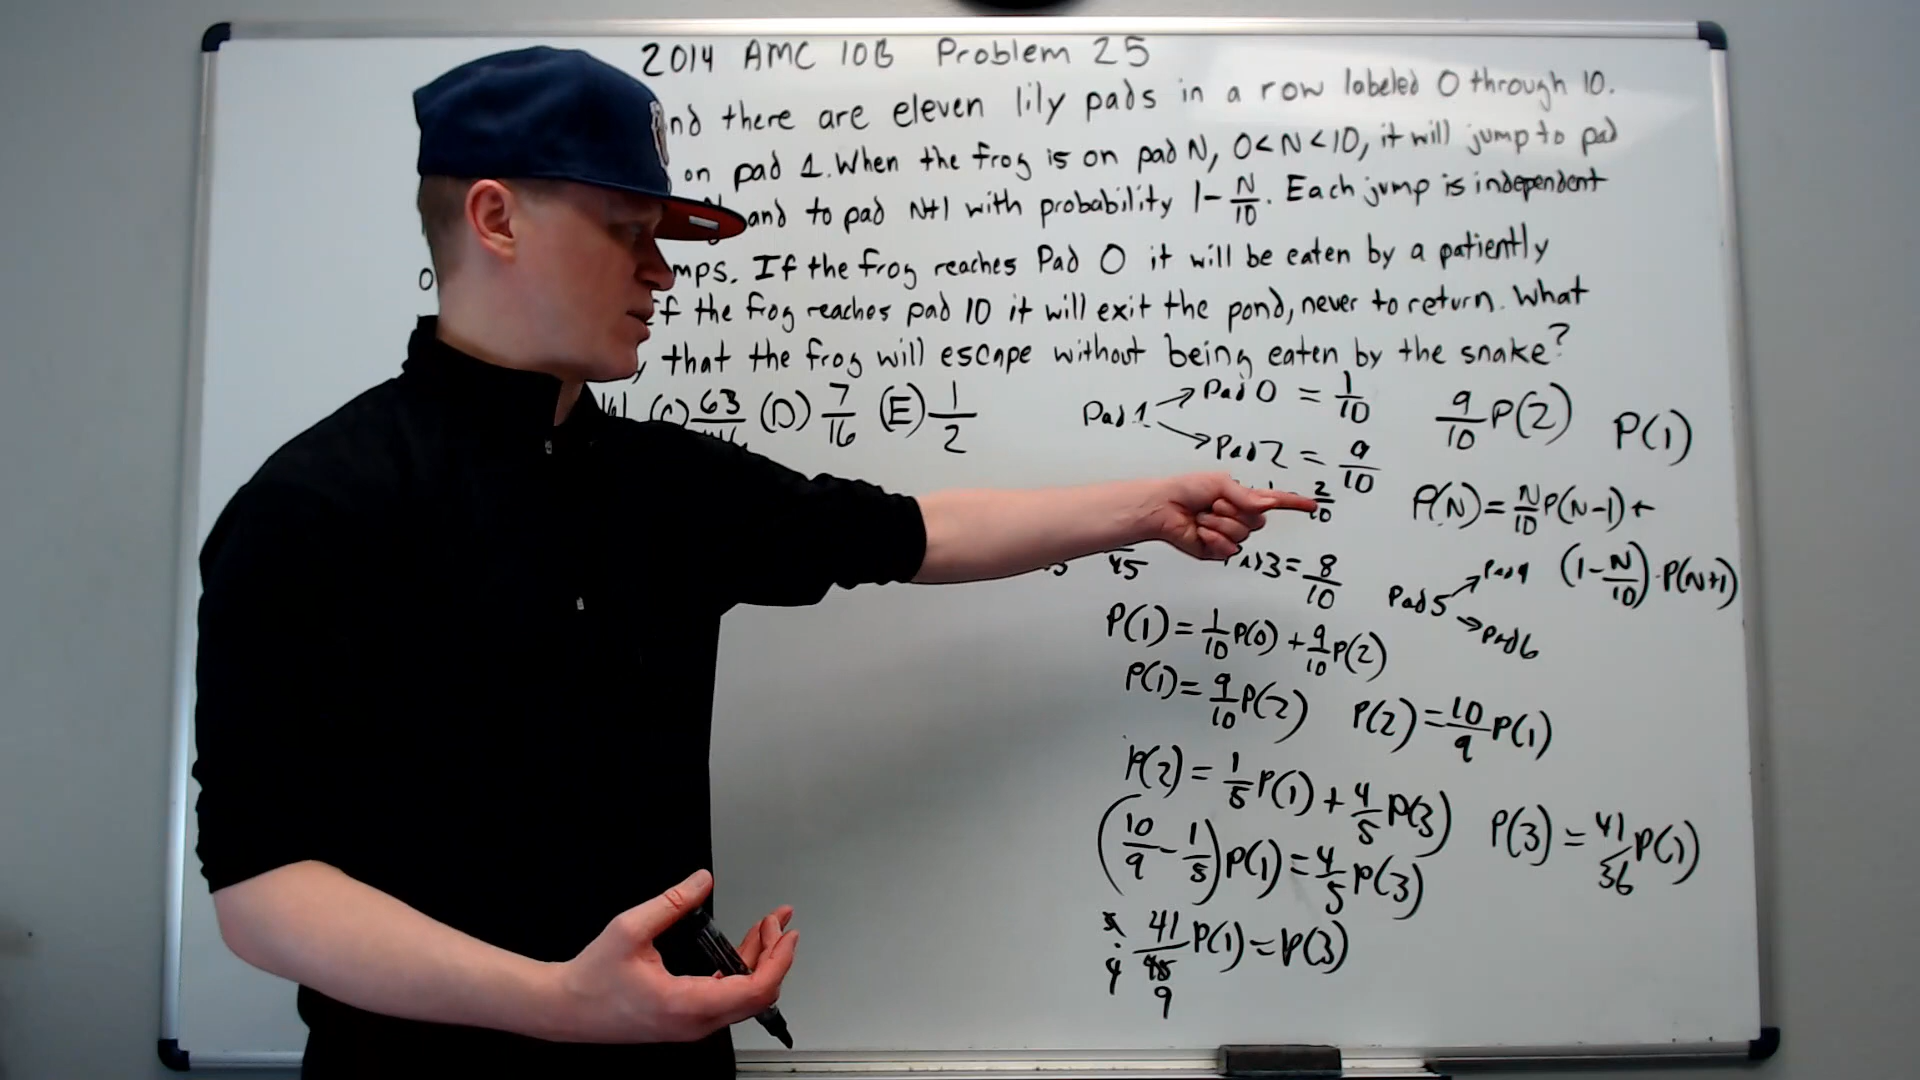 2014 AMC 10B Problem 25
nd there are eleven lily pads in a row labeled 0 through 10.
on pad 1. When the frog is on pad N, 0<N<10, it will jump to pad
and to pad N+1 with probability 1-N/10. Each jump is independent
mps. If the frog reaches Pad 0 it will be eaten by a patiently
f the frog reaches pad 10 it will exit the pond, never to return. What
y that the frog will escape without being eaten by the snake?
(C) 63 (D) 7/16 (E) 1/2
Pad 1 → Pad 0 = 1/10
→ Pad 2 = 9/10
9/10 P(2) P(1)
2/10
P(N) = N/10 P(N-1) +
(1-N/10)·P(N+1)
45
ad 3 = 8/10
Pad 5 → Pad 4
→ Pad 6
P(1) = 1/10 P(0) + 9/10 P(2)
P(1) = 9/10 P(2) P(2) = 10/9 P(1)
P(2) = 1/5 P(1) + 4/5 P(3)
(10/9 - 1/5) P(1) = 4/5 P(3) P(3) = 41/36 P(1)
5/4 · 41/45 P(1) = P(3)
9